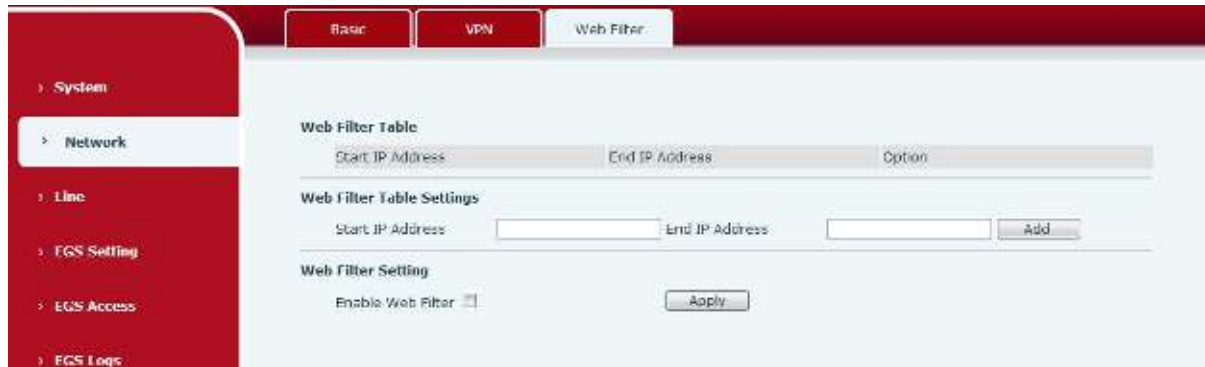 Basic VPN Web Filter
System
Network
Line
EGS Setting
EGS Access
EGS Logs
Web Filter Table
Start IP Address End IP Address Option
Web Filter Table Settings
Start IP Address End IP Address Add
Web Filter Setting
Enable Web Filter Apply